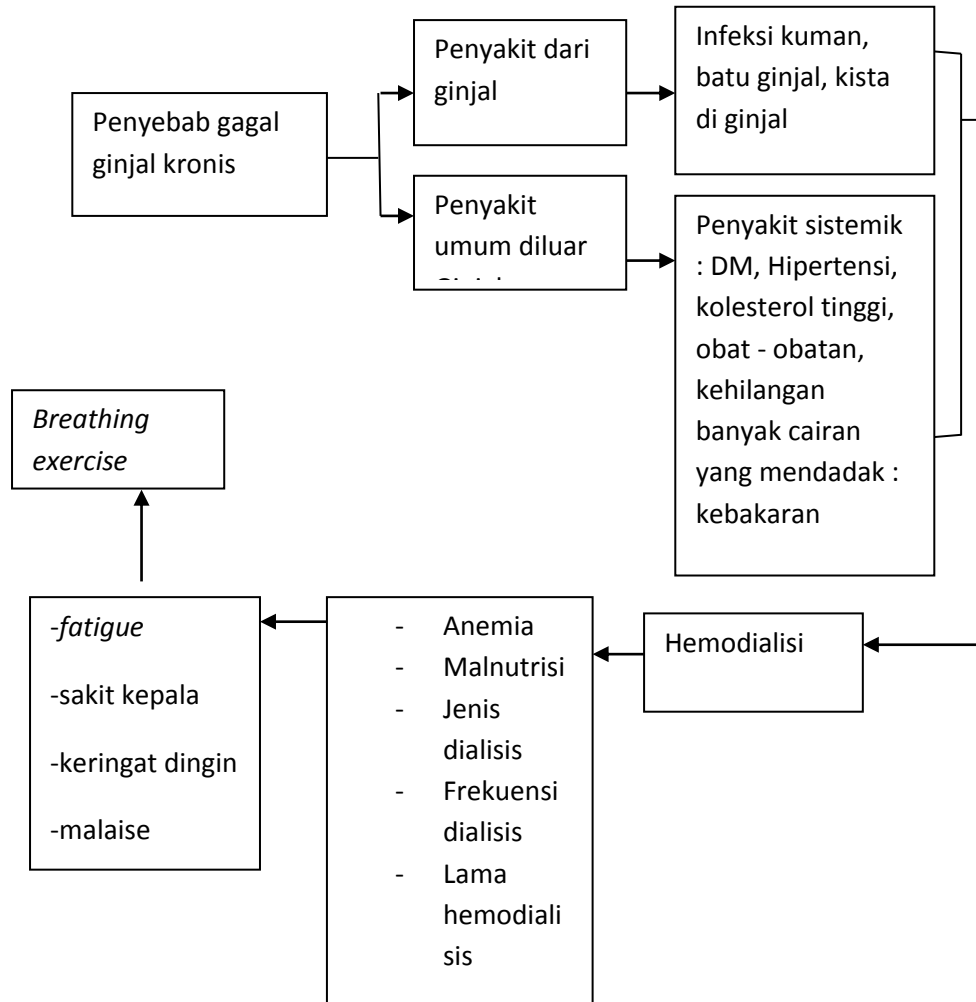 Penyebab gagal
ginjal kronis
Penyakit dari
ginjal
Infeksi kuman,
batu ginjal, kista
di ginjal
Penyakit
umum diluar
Penyakit sistemik
: DM, Hipertensi,
kolesterol tinggi,
obat - obatan,
kehilangan
banyak cairan
yang mendadak :
kebakaran
Hemodialisi
- Anemia
- Malnutrisi
- Jenis
dialisis
- Frekuensi
dialisis
- Lama
hemodiali
sis
-fatigue
-sakit kepala
-keringat dingin
-malaise
Breathing
exercise